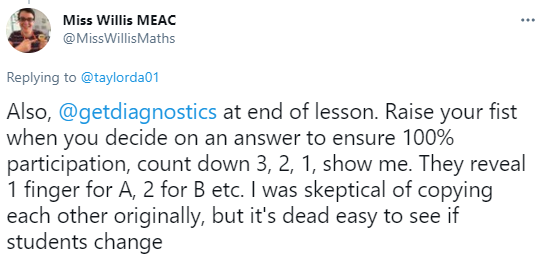 Miss Willis MEAC
@MissWillisMaths
Replying to @taylorda01
Also, @getdiagnostics at end of lesson. Raise your fist
when you decide on an answer to ensure 100%
participation, count down 3, 2, 1, show me. They reveal
1 finger for A, 2 for B etc. I was skeptical of copying
each other originally, but it's dead easy to see if
students change